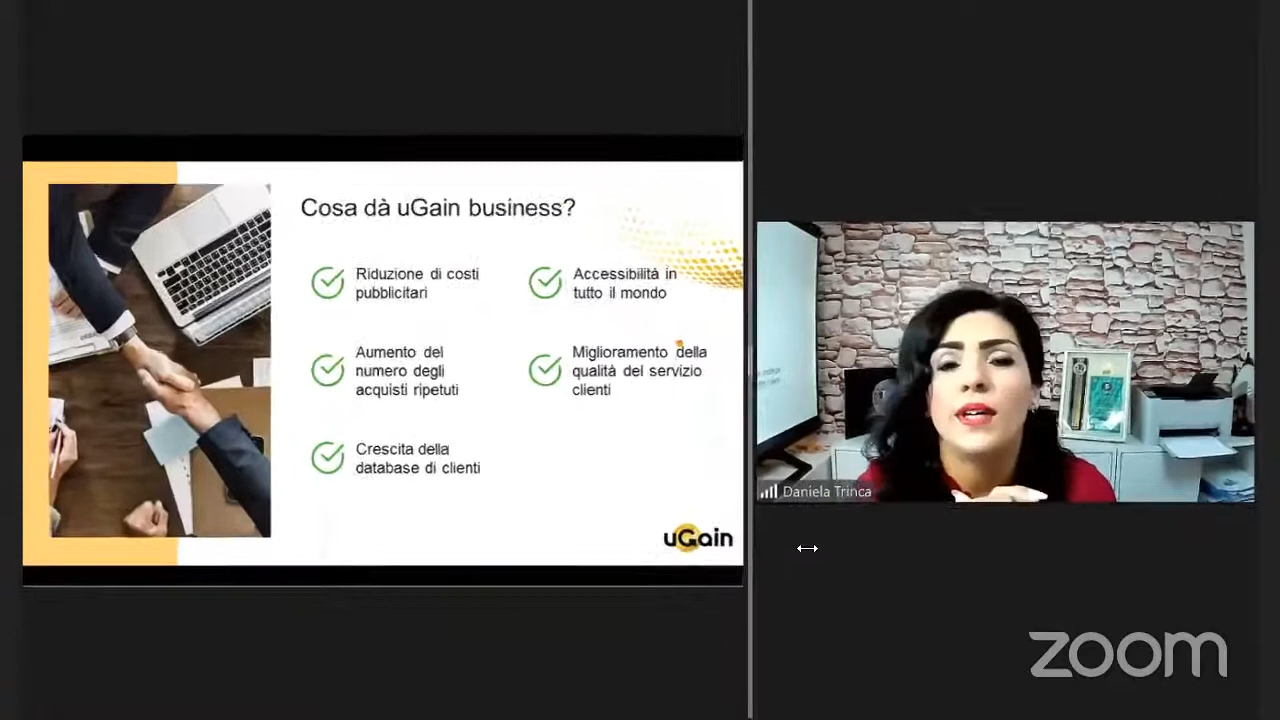 Cosa dà uGain business?
Riduzione di costi
pubblicitari
Accessibilità in
tutto il mondo
Aumento del
numero degli
acquisti ripetuti
Miglioramento della
qualità del servizio
clienti
Crescita della
database di clienti
uGain
Daniela Trinca
zoom